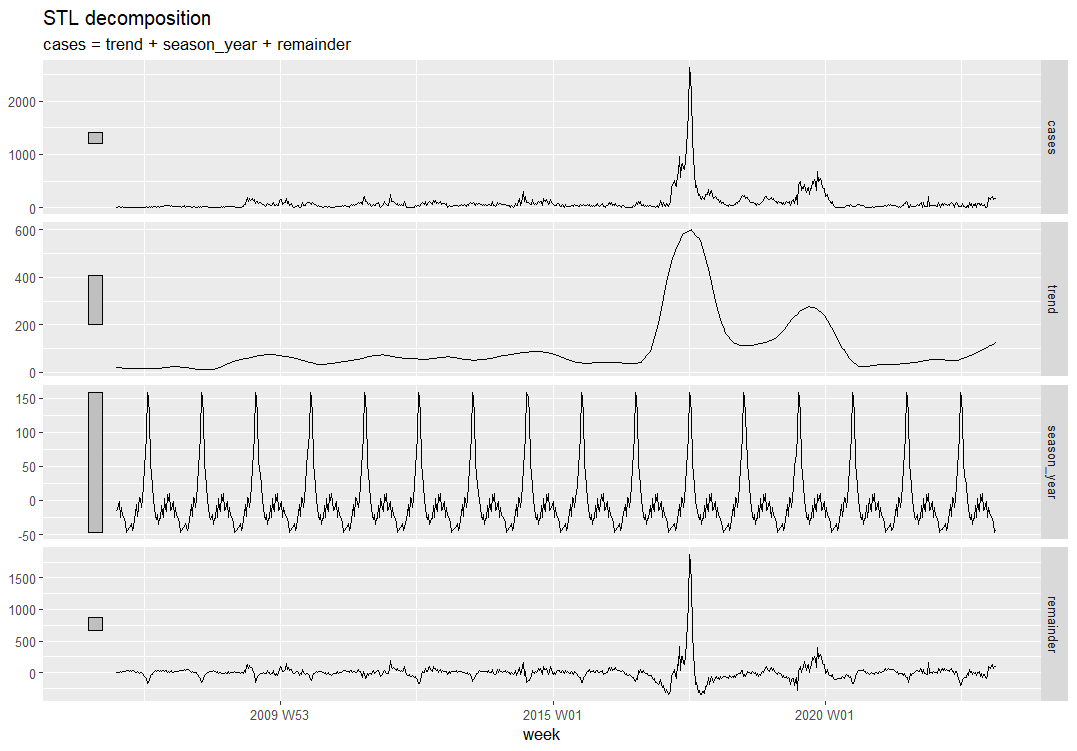 STL decomposition
cases = trend + season_year + remainder
2000
1000
0
cases
600
400
200
0
trend
150
100
50
0
-50
season_year
1500
1000
500
0
remainder
2009 W53
2015 W01
2020 W01
week